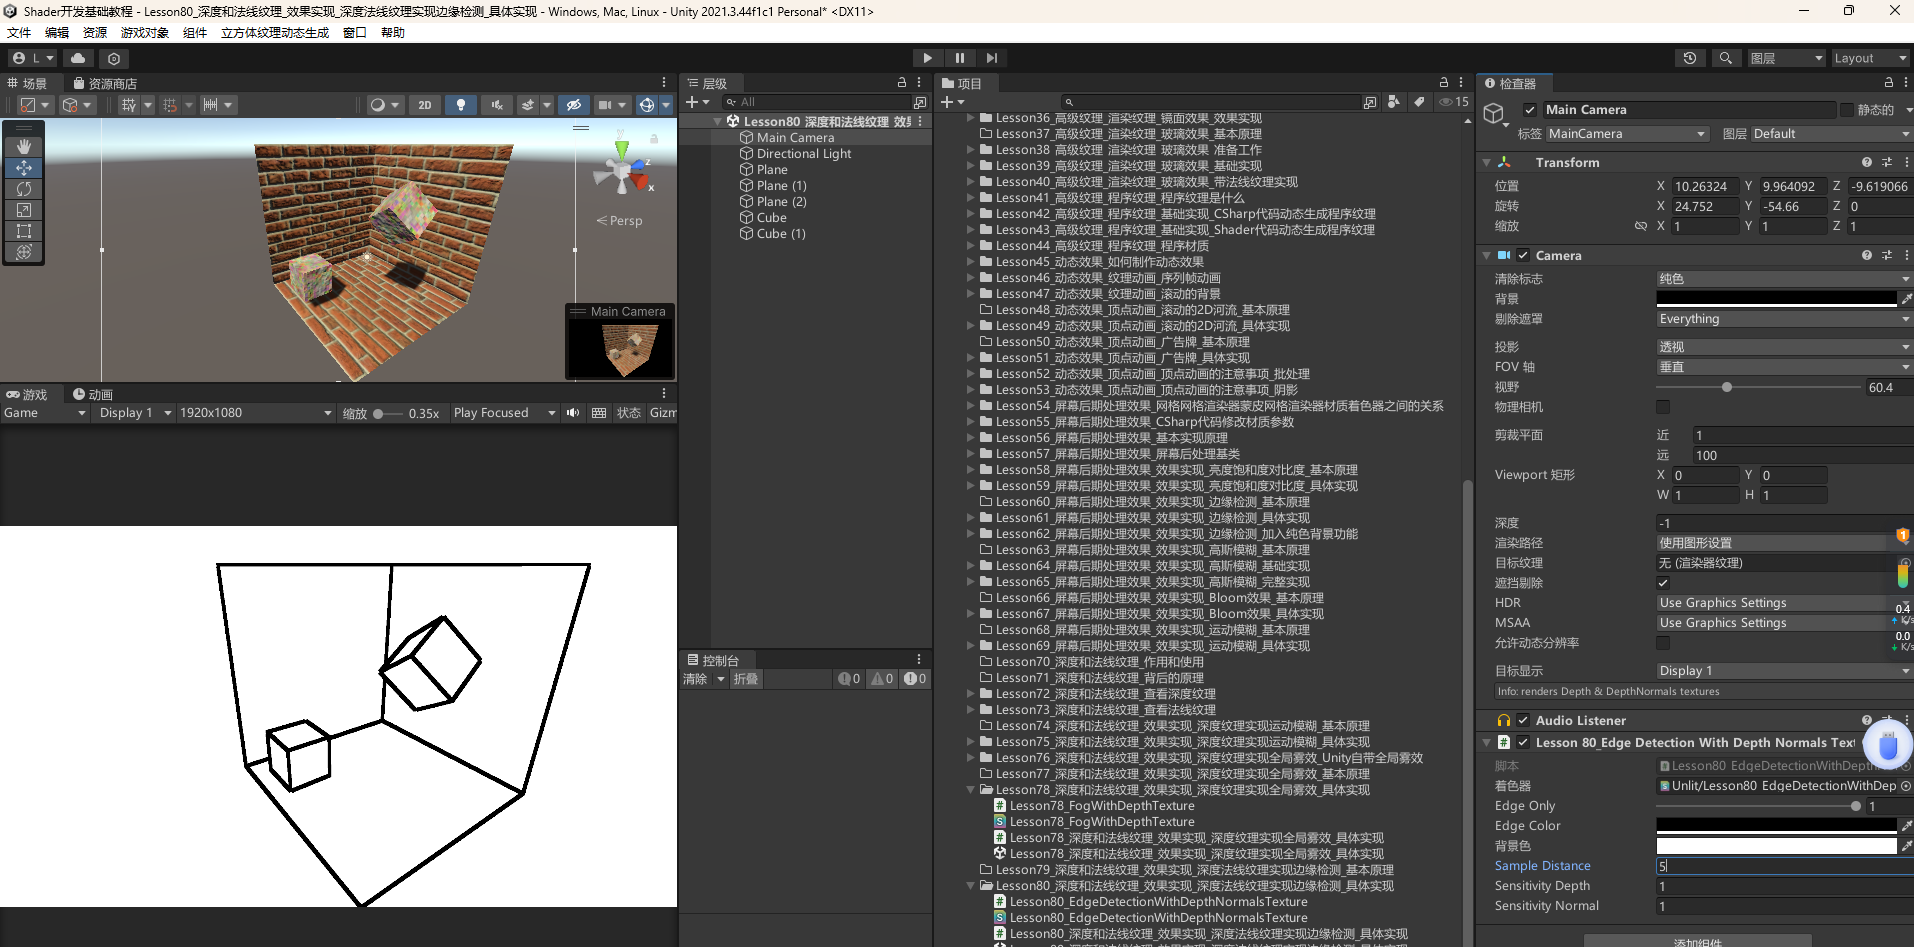 Shader开发基础教程 - Lesson80_深度和法线纹理_效果实现_深度法线纹理实现边缘检测_具体实现 - Windows, Mac, Linux - Unity 2021.3.44f1c1 Personal* <DX11>
文件 编辑 资源 游戏对象 组件 立方体纹理动态生成 窗口 帮助
L
图层
Layout
场景
资源商店
2D
Persp
Main Camera
游戏
动画
Game
Display 1
1920x1080
缩放
0.35x
Play Focused
状态
Gizm
层级
All
Lesson80_深度和法线纹理_效
Main Camera
Directional Light
Plane
Plane (1)
Plane (2)
Cube
Cube (1)
控制台
清除
折叠
0
0
0
项目
15
Lesson36_高级纹理_渲染纹理_镜面效果_效果实现
Lesson37_高级纹理_渲染纹理_玻璃效果_基本原理
Lesson38_高级纹理_渲染纹理_玻璃效果_准备工作
Lesson39_高级纹理_渲染纹理_玻璃效果_基础实现
Lesson40_高级纹理_渲染纹理_玻璃效果_带法线纹理实现
Lesson41_高级纹理_程序纹理_程序纹理是什么
Lesson42_高级纹理_程序纹理_基础实现_CSharp代码动态生成程序纹理
Lesson43_高级纹理_程序纹理_基础实现_Shader代码动态生成程序纹理
Lesson44_高级纹理_程序纹理_程序材质
Lesson45_动态效果_如何制作动态效果
Lesson46_动态效果_纹理动画_序列帧动画
Lesson47_动态效果_纹理动画_滚动的背景
Lesson48_动态效果_顶点动画_滚动的2D河流_基本原理
Lesson49_动态效果_顶点动画_滚动的2D河流_具体实现
Lesson50_动态效果_顶点动画_广告牌_基本原理
Lesson51_动态效果_顶点动画_广告牌_具体实现
Lesson52_动态效果_顶点动画_顶点动画的注意事项_批处理
Lesson53_动态效果_顶点动画_顶点动画的注意事项_阴影
Lesson54_屏幕后期处理效果_网格网格渲染器蒙皮网格渲染器材质着色器之间的关系
Lesson55_屏幕后期处理效果_CSharp代码修改材质参数
Lesson56_屏幕后期处理效果_基本实现原理
Lesson57_屏幕后期处理效果_屏幕后处理基类
Lesson58_屏幕后期处理效果_效果实现_亮度饱和度对比度_基本原理
Lesson59_屏幕后期处理效果_效果实现_亮度饱和度对比度_具体实现
Lesson60_屏幕后期处理效果_效果实现_边缘检测_基本原理
Lesson61_屏幕后期处理效果_效果实现_边缘检测_具体实现
Lesson62_屏幕后期处理效果_效果实现_边缘检测_加入纯色背景功能
Lesson63_屏幕后期处理效果_效果实现_高斯模糊_基本原理
Lesson64_屏幕后期处理效果_效果实现_高斯模糊_基础实现
Lesson65_屏幕后期处理效果_效果实现_高斯模糊_完整实现
Lesson66_屏幕后期处理效果_效果实现_Bloom效果_基本原理
Lesson67_屏幕后期处理效果_效果实现_Bloom效果_具体实现
Lesson68_屏幕后期处理效果_效果实现_运动模糊_基本原理
Lesson69_屏幕后期处理效果_效果实现_运动模糊_具体实现
Lesson70_深度和法线纹理_作用和使用
Lesson71_深度和法线纹理_背后的原理
Lesson72_深度和法线纹理_查看深度纹理
Lesson73_深度和法线纹理_查看法线纹理
Lesson74_深度和法线纹理_效果实现_深度纹理实现运动模糊_基本原理
Lesson75_深度和法线纹理_效果实现_深度纹理实现运动模糊_具体实现
Lesson76_深度和法线纹理_效果实现_深度纹理实现全局雾效_Unity自带全局雾效
Lesson77_深度和法线纹理_效果实现_深度纹理实现全局雾效_基本原理
Lesson78_深度和法线纹理_效果实现_深度纹理实现全局雾效_具体实现
Lesson78_FogWithDepthTexture
Lesson78_FogWithDepthTexture
Lesson78_深度和法线纹理_效果实现_深度纹理实现全局雾效_具体实现
Lesson78_深度和法线纹理_效果实现_深度纹理实现全局雾效_具体实现
Lesson79_深度和法线纹理_效果实现_深度法线纹理实现边缘检测_基本原理
Lesson80_深度和法线纹理_效果实现_深度法线纹理实现边缘检测_具体实现
Lesson80_EdgeDetectionWithDepthNormalsTexture
Lesson80_EdgeDetectionWithDepthNormalsTexture
Lesson80_深度和法线纹理_效果实现_深度法线纹理实现边缘检测_具体实现
检查器
Main Camera
静态的
标签 MainCamera 图层 Default
Transform
位置 X 10.26324 Y 9.964092 Z -9.619066
旋转 X 24.752 Y -54.66 Z 0
缩放 X 1 Y 1 Z 1
Camera
清除标志 纯色
背景
剔除遮罩 Everything
投影 透视
FOV 轴 垂直
视野 60.4
物理相机
剪裁平面 近 1
远 100
Viewport 矩形 X 0 Y 0
W 1 H 1
深度 -1
渲染路径 使用图形设置
目标纹理 无 (渲染器纹理)
遮挡剔除
HDR Use Graphics Settings
MSAA Use Graphics Settings
允许动态分辨率
目标显示 Display 1
Info: renders Depth & DepthNormals textures
Audio Listener
Lesson 80_Edge Detection With Depth Normals Text
脚本 Lesson80_EdgeDetectionWithDepth
着色器 Unlit/Lesson80_EdgeDetectionWithDep
Edge Only 1
Edge Color
背景色
Sample Distance 5
Sensitivity Depth 1
Sensitivity Normal 1
添加组件
1
0.4
K/s
0.0
K/s